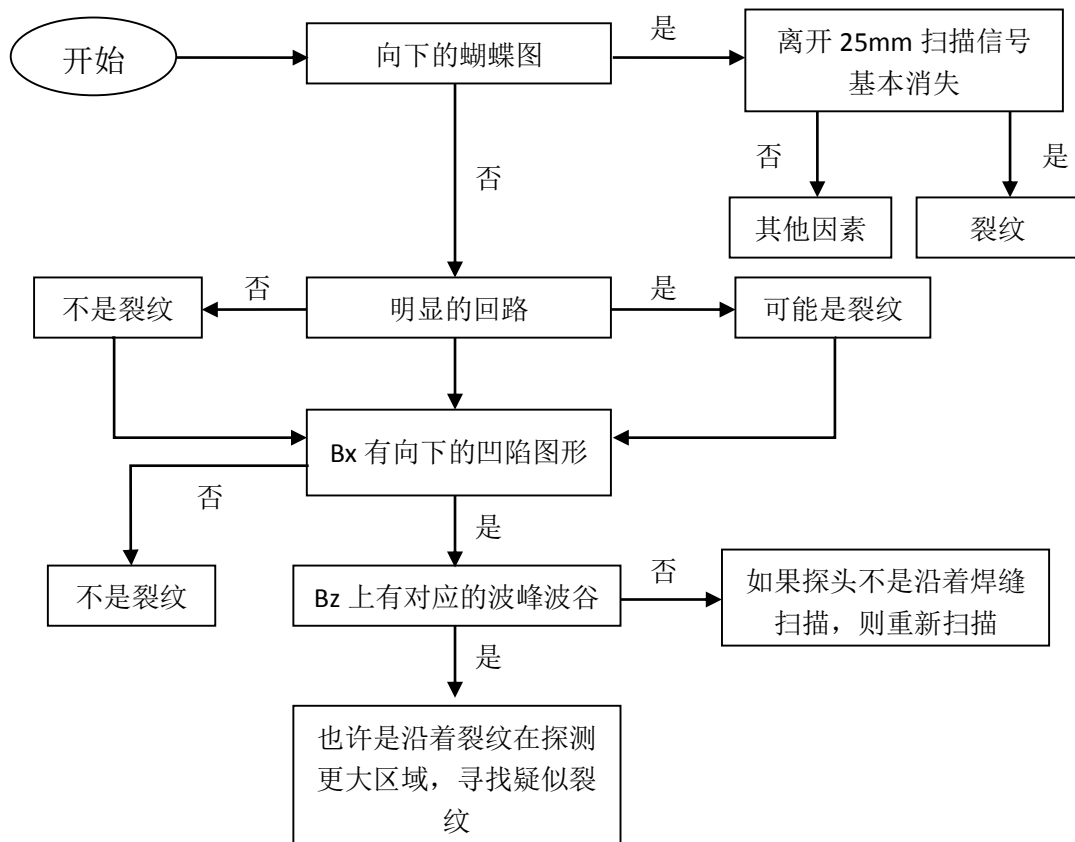 开始
向下的蝴蝶图
是
离开 25mm 扫描信号
基本消失
否
否
是
其他因素
裂纹
不是裂纹
否
明显的回路
是
可能是裂纹
Bx 有向下的凹陷图形
否
是
不是裂纹
Bz 上有对应的波峰波谷
否
如果探头不是沿着焊缝
扫描，则重新扫描
是
也许是沿着裂纹在探测
更大区域，寻找疑似裂
纹